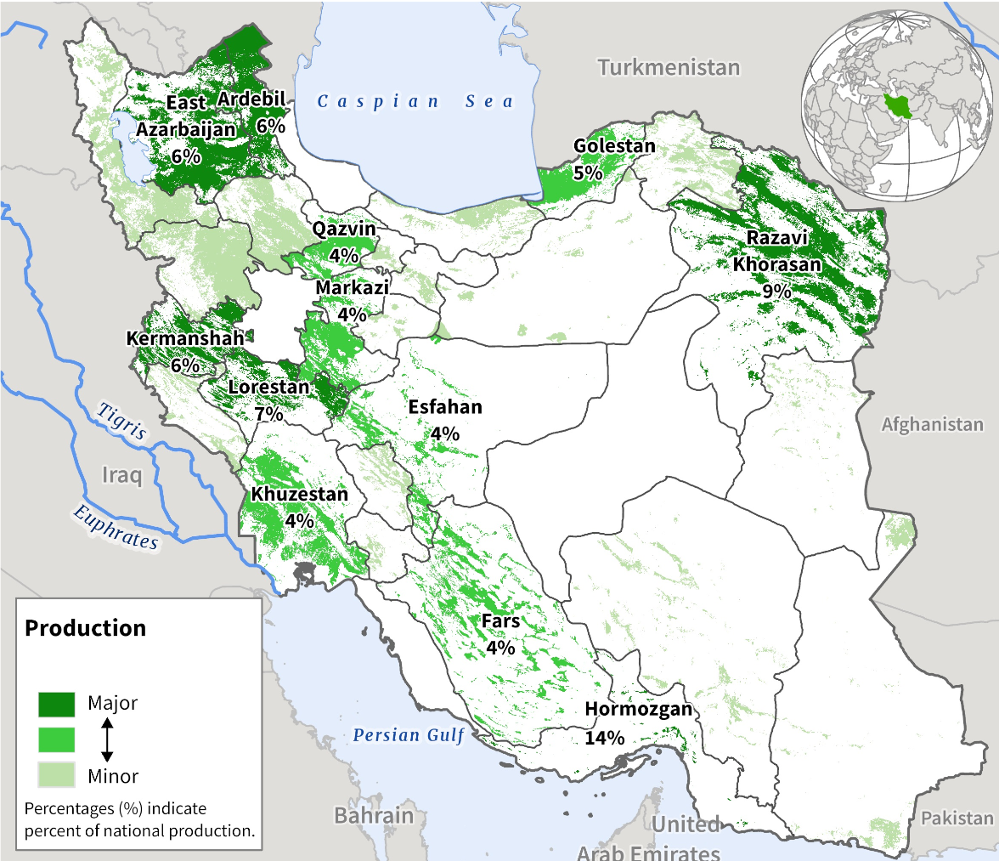 Turkmenistan
Caspian Sea
East
Azarbaijan
6%
Ardebil
6%
Golestan
5%
Qazvin
4%
Razavi
Khorasan
9%
Markazi
4%
Kermanshah
6%
Lorestan
7%
Esfahan
4%
Afghanistan
Tigris
Iraq
Euphrates
Khuzestan
4%
Fars
4%
Hormozgan
14%
Persian Gulf
Bahrain
United
Arab Emirates
Pakistan
Production
Major
Minor
Percentages (%) indicate
percent of national production.